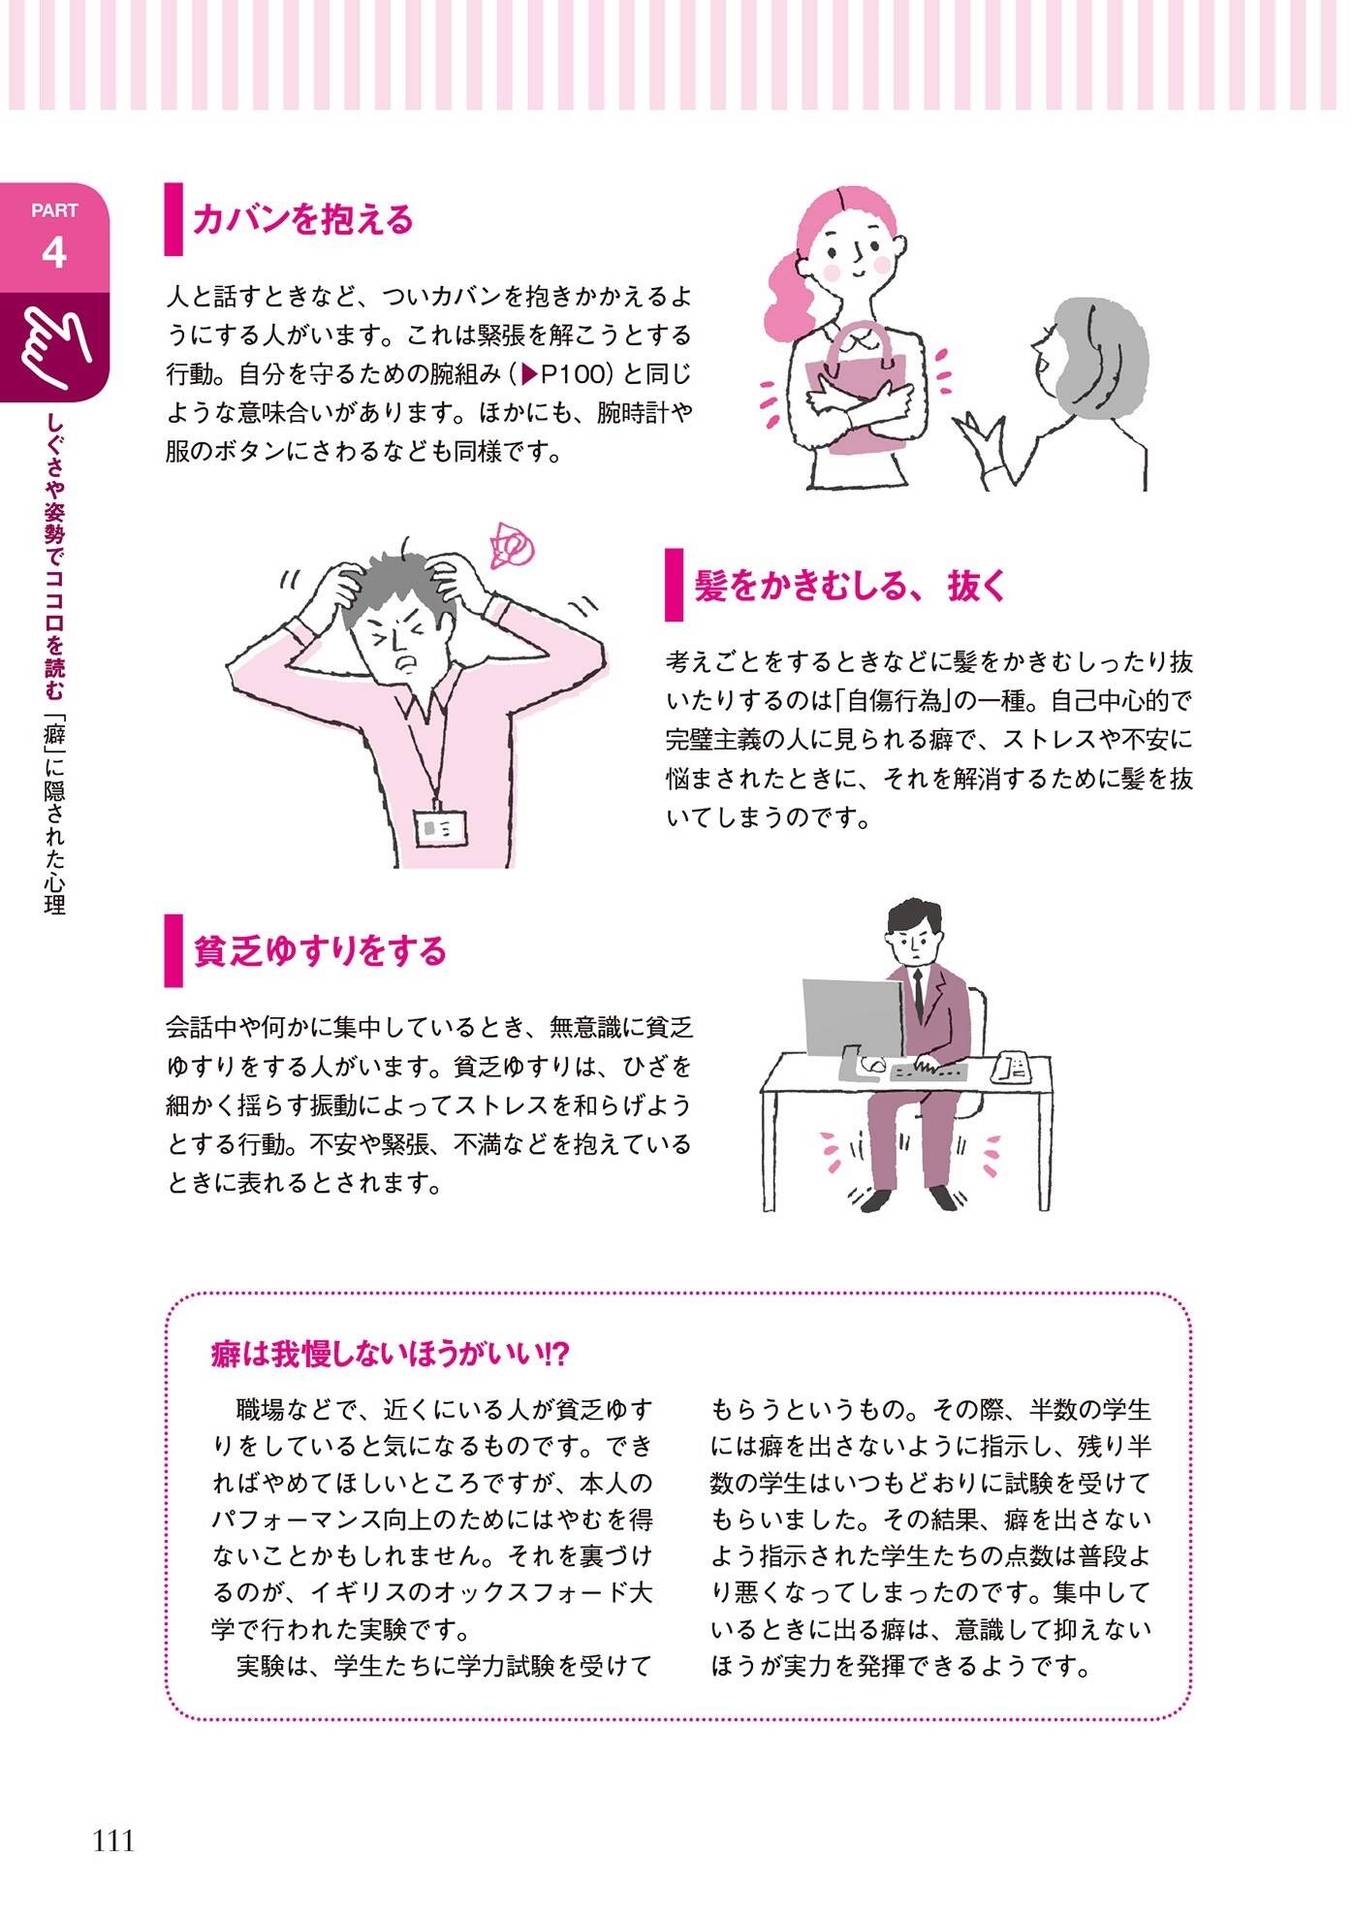 PART
4
しぐさや姿勢でココロを読む 「癖」に隠された心理
カバンを抱える
人と話すときなど、ついカバンを抱きかかえるよ
うにする人がいます。これは緊張を解こうとする
行動。自分を守るための腕組み（▶P100）と同じ
ような意味合いがあります。ほかにも、腕時計や
服のボタンにさわるなども同様です。
髪をかきむしる、抜く
考えごとをするときなどに髪をかきむしったり抜
いたりするのは「自傷行為」の一種。自己中心的で
完璧主義の人に見られる癖で、ストレスや不安に
悩まされたときに、それを解消するために髪を抜
いてしまうのです。
貧乏ゆすりをする
会話中や何かに集中しているとき、無意識に貧乏
ゆすりをする人がいます。貧乏ゆすりは、ひざを
細かく揺らす振動によってストレスを和らげよう
とする行動。不安や緊張、不満などを抱えている
ときに表れるとされます。
癖は我慢しないほうがいい!?
職場などで、近くにいる人が貧乏ゆす
りをしていると気になるものです。でき
ればやめてほしいところですが、本人の
パフォーマンス向上のためにはやむを得
ないことかもしれません。それを裏づけ
るのが、イギリスのオックスフォード大
学で行われた実験です。
実験は、学生たちに学力試験を受けて
もらうというもの。その際、半数の学生
には癖を出さないように指示し、残り半
数の学生はいつもどおりに試験を受けて
もらいました。その結果、癖を出さない
よう指示された学生たちの点数は普段よ
り悪くなってしまったのです。集中して
いるときに出る癖は、意識して抑えない
ほうが実力を発揮できるようです。
111